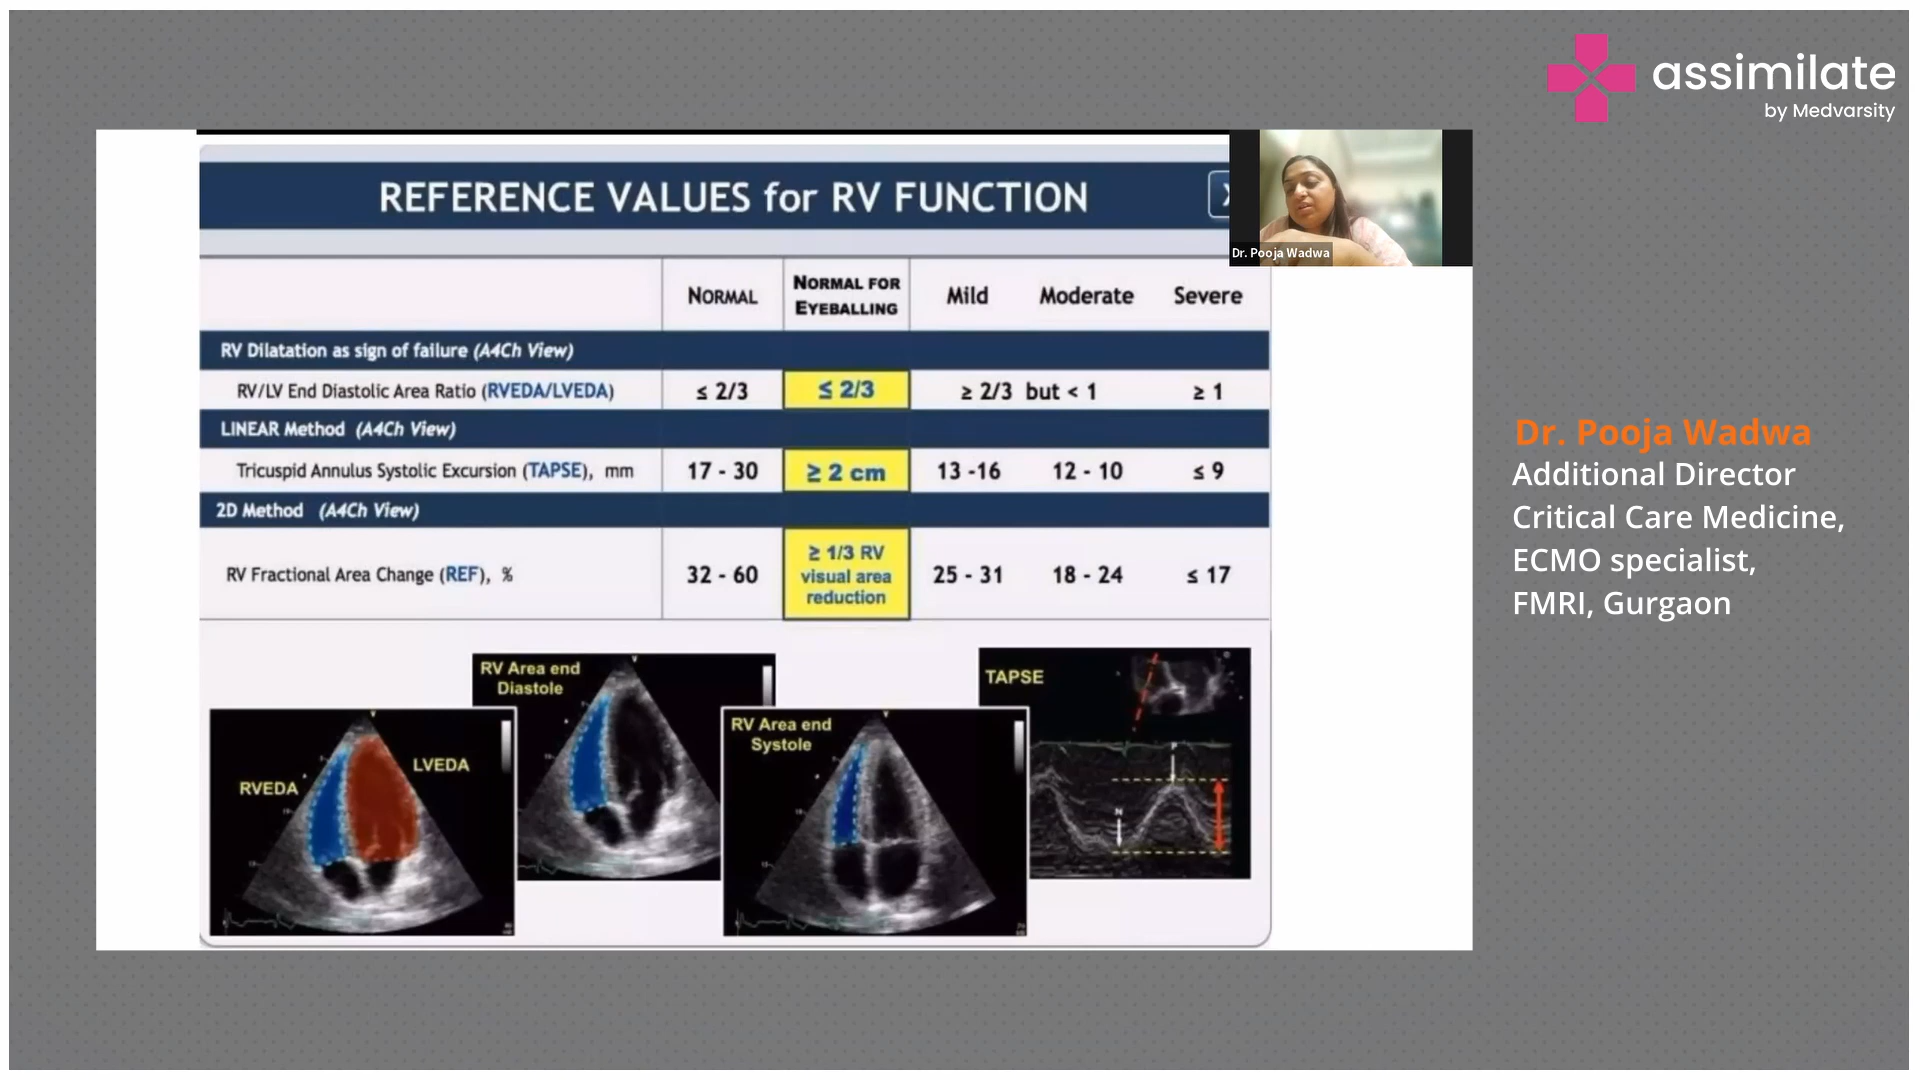 assimilate
by Medvarsity
REFERENCE VALUES for RV FUNCTION
Dr. Pooja Wadwa
NORMAL
NORMAL FOR
EYEBALLING
Mild
Moderate
Severe
RV Dilatation as sign of failure (A4Ch View)
RV/LV End Diastolic Area Ratio (RVEDA/LVEDA)
≤ 2/3
≤ 2/3
≥ 2/3 but < 1
≥ 1
LINEAR Method (A4Ch View)
Tricuspid Annulus Systolic Excursion (TAPSE), mm
17 - 30
≥ 2 cm
13 -16
12 - 10
≤ 9
2D Method (A4Ch View)
RV Fractional Area Change (REF), %
32 - 60
≥ 1/3 RV
visual area
reduction
25 - 31
18 - 24
≤ 17
RVEDA
LVEDA
RV Area end
Diastole
RV Area end
Systole
TAPSE
Dr. Pooja Wadwa
Additional Director
Critical Care Medicine,
ECMO specialist,
FMRI, Gurgaon